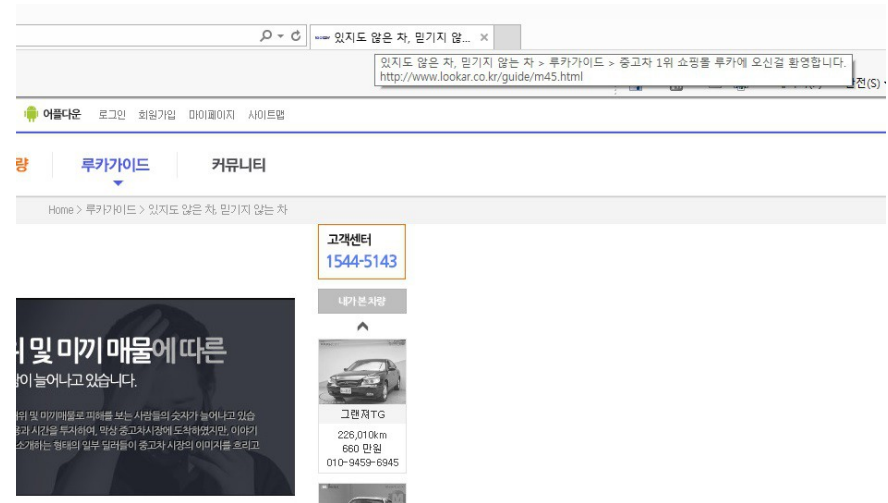 있지도 않은 차, 믿기지 않...
있지도 않은 차, 믿기지 않는 차 > 루카가이드 > 중고차 1위 쇼핑몰 루카에 오신걸 환영합니다.
http://www.lookar.co.kr/guide/m45.html
안전(S)
어플다운 로그인 회원가입 마이페이지 사이트맵
량 루카가이드 커뮤니티
Home > 루카가이드 > 있지도 않은 차, 믿기지 않는 차
고객센터
1544-5143
내가 본 차량
위 및 미끼 매물에 따른
람이 늘어나고 있습니다.
허위 및 미끼매물로 피해를 보는 사람들의 숫자가 늘어나고 있습
용과 시간을 투자하여, 막상 중고차시장에 도착하였지만, 이야기
소개하는 형태의 일부 딜러들이 중고차 시장의 이미지를 흐리고
그랜져TG
226,010km
660 만원
010-9459-6945